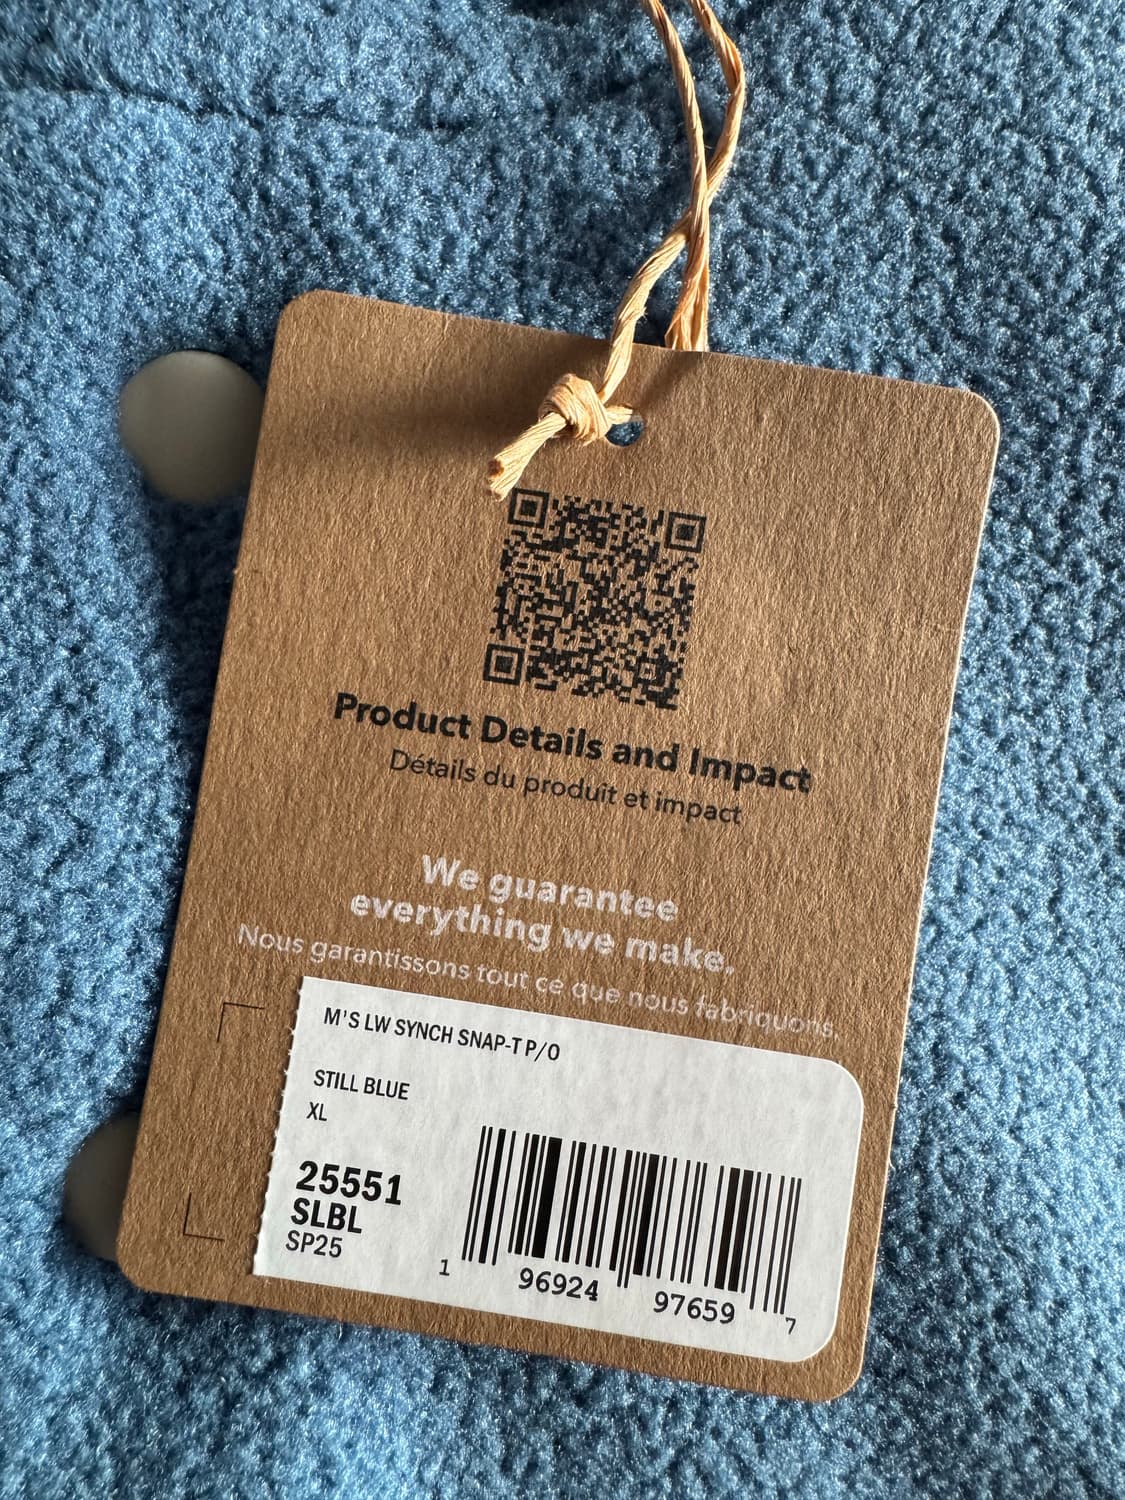 Product Details and Impact
Détails du produit et impact
We guarantee
everything we make.
Nous garantissons tout ce que nous fabriquons.
M'S LW SYNCH SNAP-T P/O
STILL BLUE
XL
25551
SLBL
SP25
1 96924 97659 7